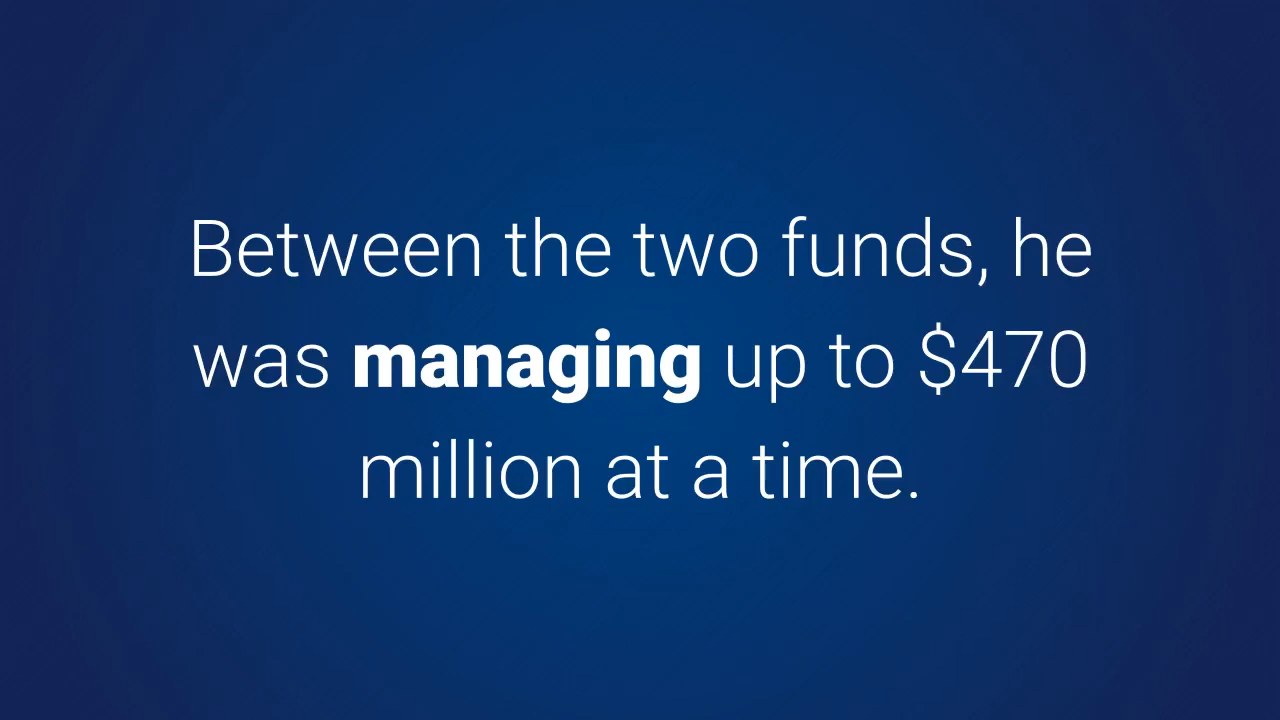 Between the two funds, he
was managing up to $470
million at a time.